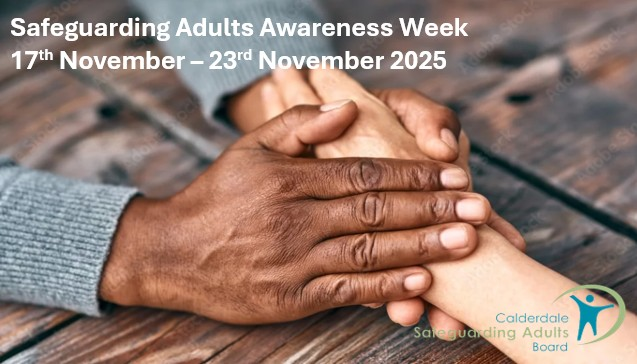 Safeguarding Adults Awareness Week
17th November – 23rd November 2025
Calderdale
Safeguarding Adults
Board